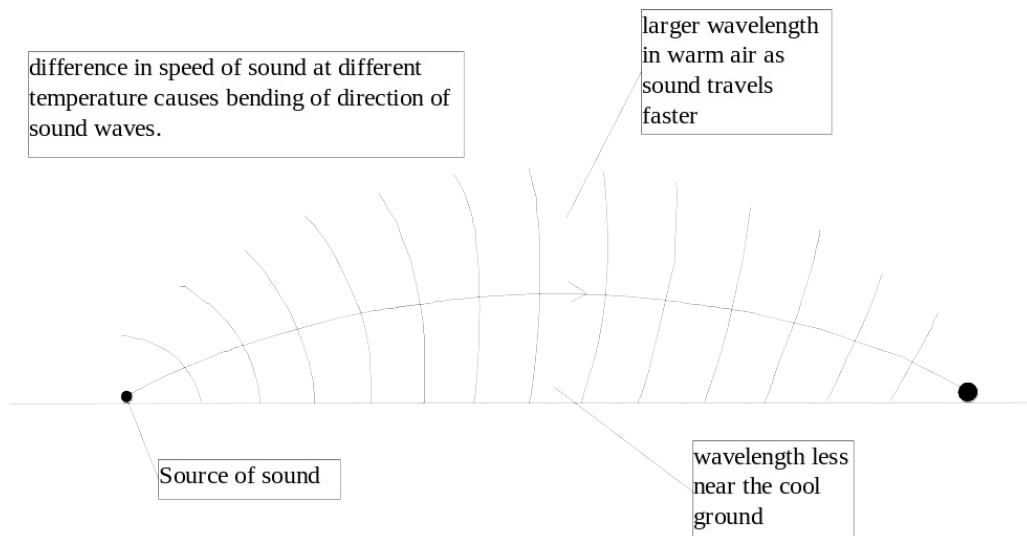 difference in speed of sound at different
temperature causes bending of direction of
sound waves.
larger wavelength
in warm air as
sound travels
faster
Source of sound
wavelength less
near the cool
ground